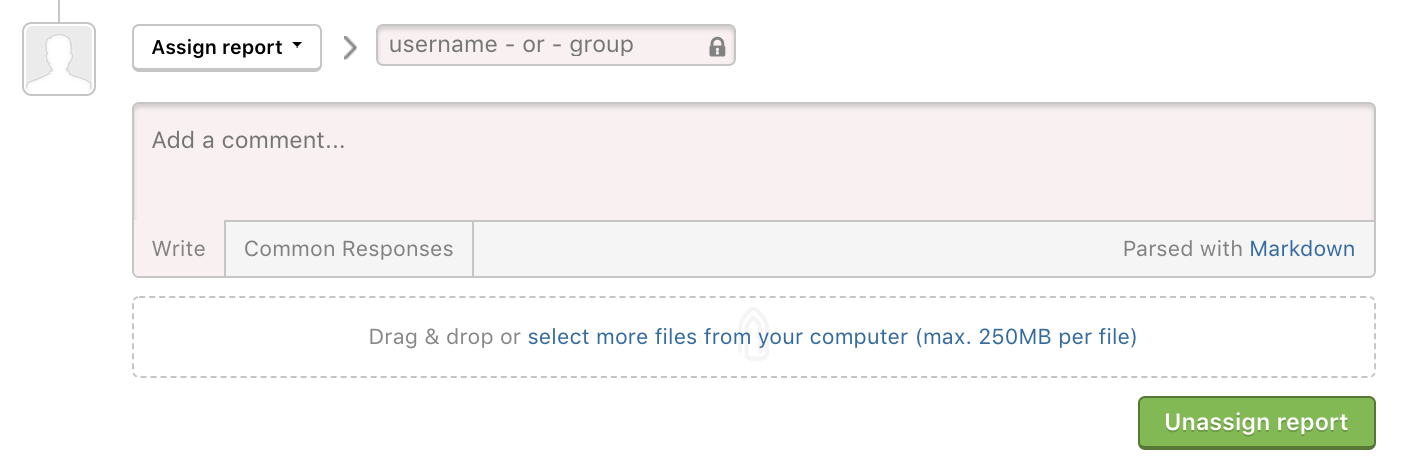 Assign report
username - or - group
Add a comment...
Write
Common Responses
Parsed with Markdown
Drag & drop or select more files from your computer (max. 250MB per file)
Unassign report